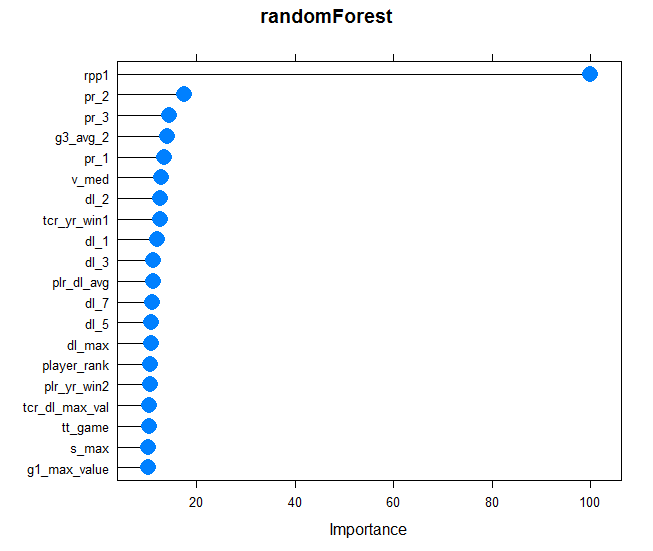 randomForest
rpp1
pr_2
pr_3
g3_avg_2
pr_1
v_med
dl_2
tcr_yr_win1
dl_1
dl_3
plr_dl_avg
dl_7
dl_5
dl_max
player_rank
plr_yr_win2
tcr_dl_max_val
tt_game
s_max
g1_max_value
20 40 60 80 100
Importance